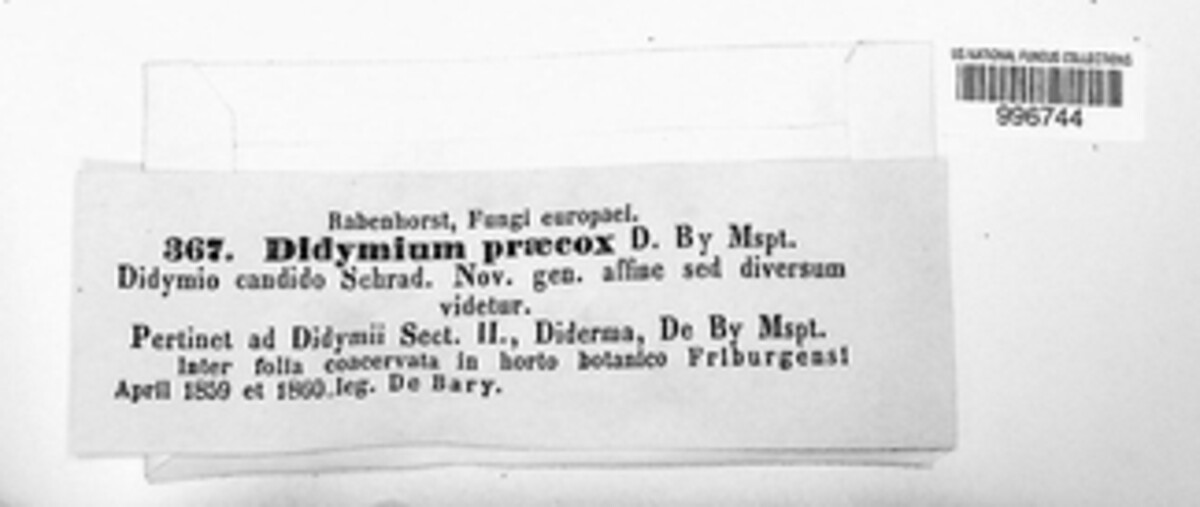 US NATIONAL FUNGUS COLLECTIONS
996744
Rabenhorst, Fungi europaei.
367. Didymium præcox D. By Mspt.
Didymio candido Schrad. Nov. gen. affine sed diversum
videtur.
Pertinet ad Didymii Sect. II., Diderma, De By Mspt.
Inter folia coacervata in horto botanico Friburgensi
April 1859 et 1860. leg. De Bary.